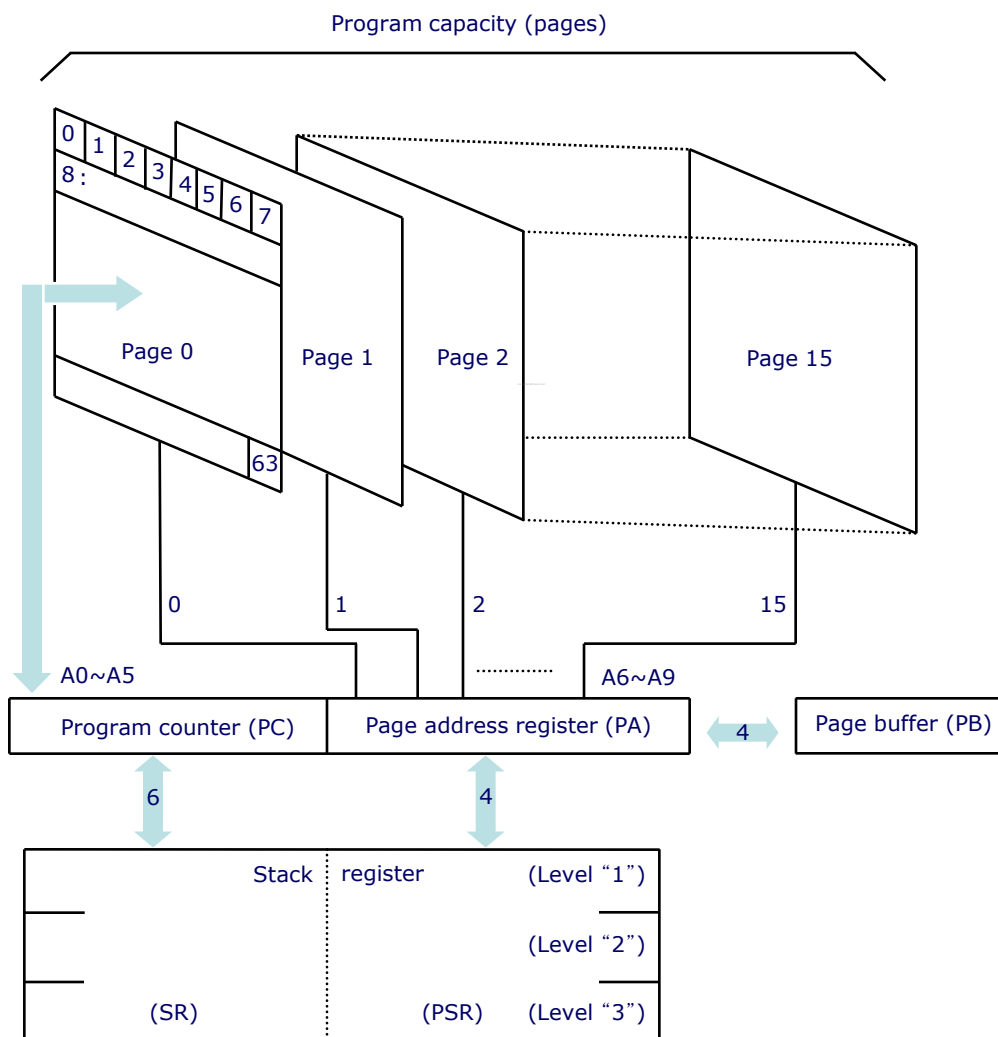 Program capacity (pages)
0 1 2 3 4 5 6 7
8 :
Page 0
Page 1
Page 2
Page 15
63
0
1
2
15
A0~A5
A6~A9
Program counter (PC)
Page address register (PA)
4
Page buffer (PB)
6
4
Stack register (Level “1”)
(Level “2”)
(SR) (PSR) (Level “3”)